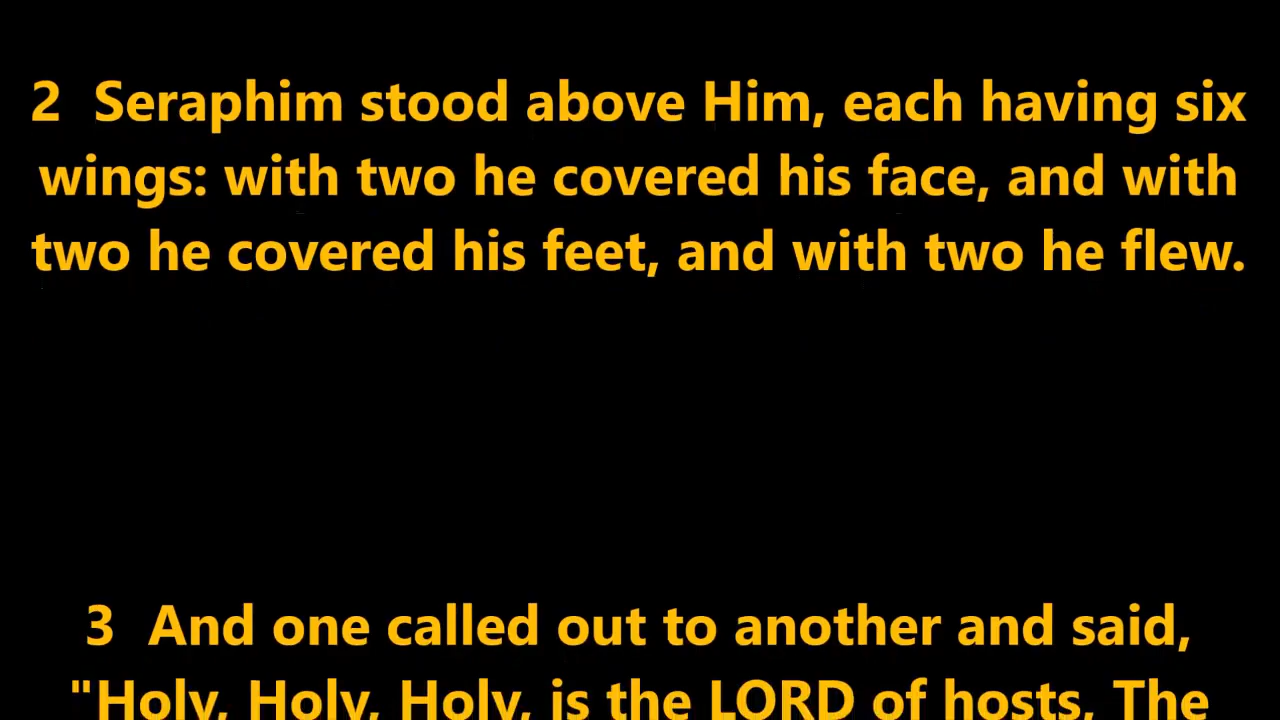 2  Seraphim stood above Him, each having six
wings: with two he covered his face, and with
two he covered his feet, and with two he flew.
3  And one called out to another and said,
"Holy, Holy, Holy, is the LORD of hosts, The